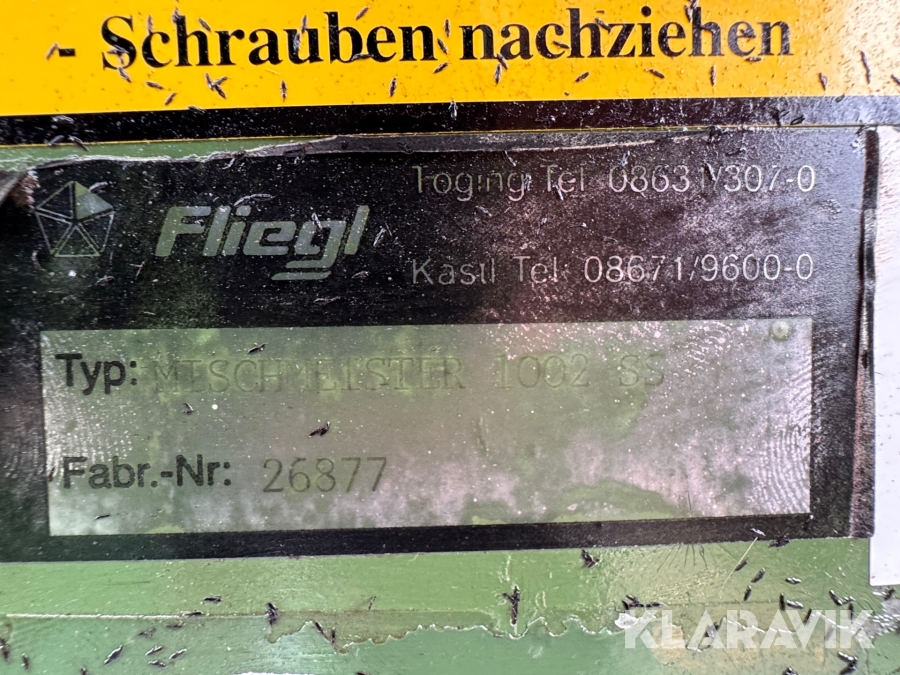 - Schrauben nachziehen
Töging Tel 08631/307-0
Fliegl
Kastl Tel: 08671/9600-0
Typ: MISCHMEISTER 1002 SS
Fabr.-Nr: 26877
KLARAVIK